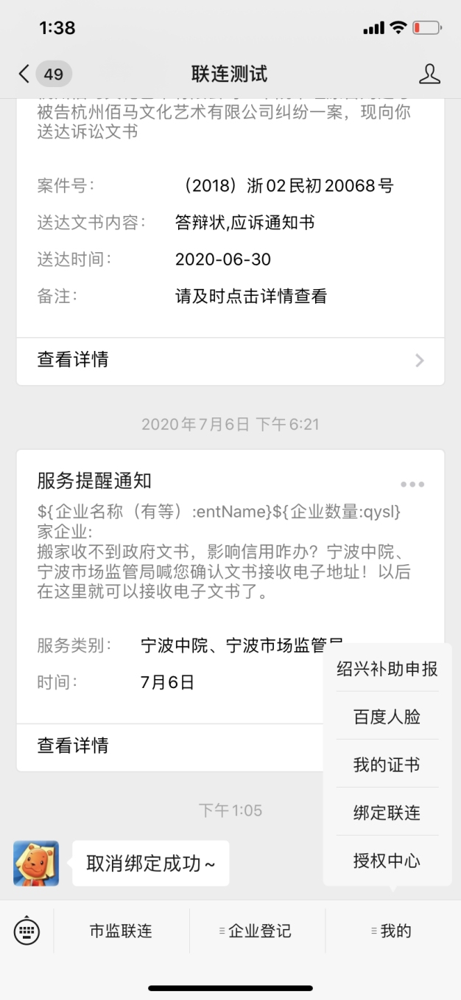 1:38
49
联连测试
被告杭州佰马文化艺术有限公司纠纷一案，现向你
送达诉讼文书
案件号： （2018）浙02民初20068号
送达文书内容： 答辩状,应诉通知书
送达时间： 2020-06-30
备注： 请及时点击详情查看
查看详情
2020年7月6日 下午6:21
服务提醒通知
${企业名称（有等）:entName}${企业数量:qysl}
家企业:
搬家收不到政府文书，影响信用咋办？宁波中院、
宁波市场监管局喊您确认文书接收电子地址！以后
在这里就可以接收电子文书了。
服务类别： 宁波中院、宁波市场监管局
时间： 7月6日
查看详情
绍兴补助申报
百度人脸
我的证书
绑定联连
授权中心
下午1:05
取消绑定成功~
市监联连
企业登记
我的